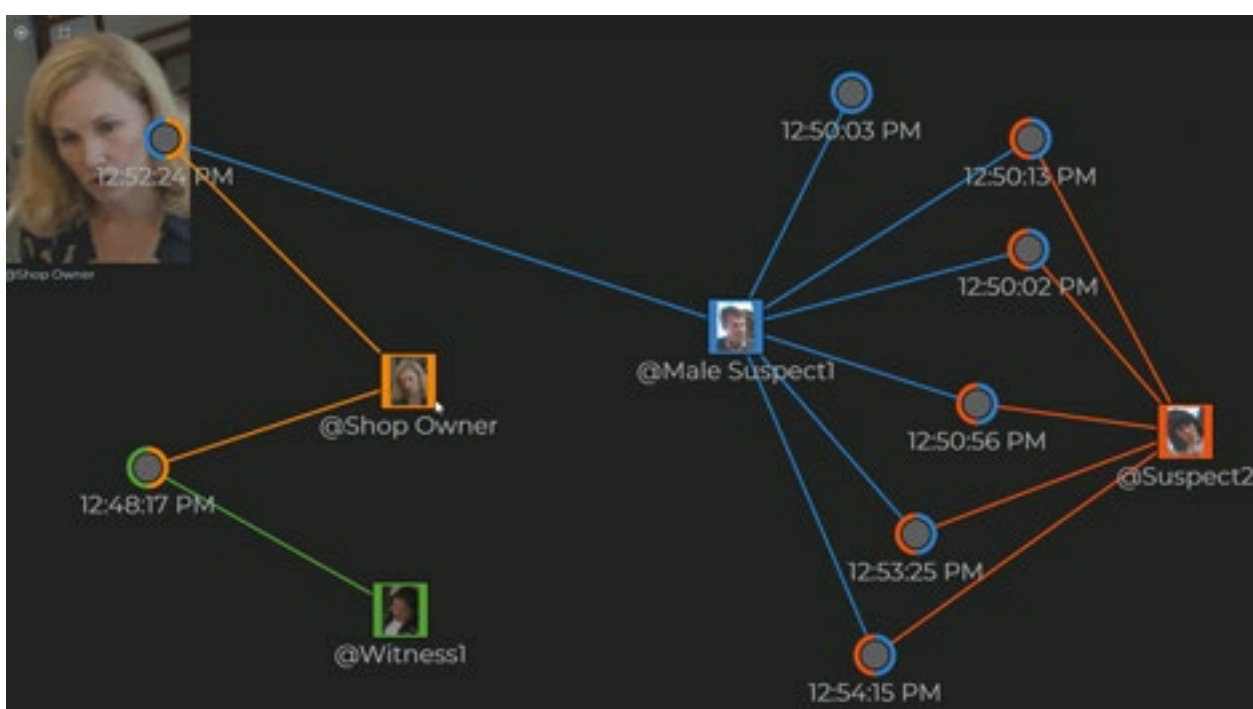 12:50:03 PM
12:52:24 PM
12:50:13 PM
@Shop Owner
12:50:02 PM
@Male Suspect1
@Shop Owner
12:50:56 PM
@Suspect2
12:48:17 PM
12:53:25 PM
@Witness1
12:54:15 PM